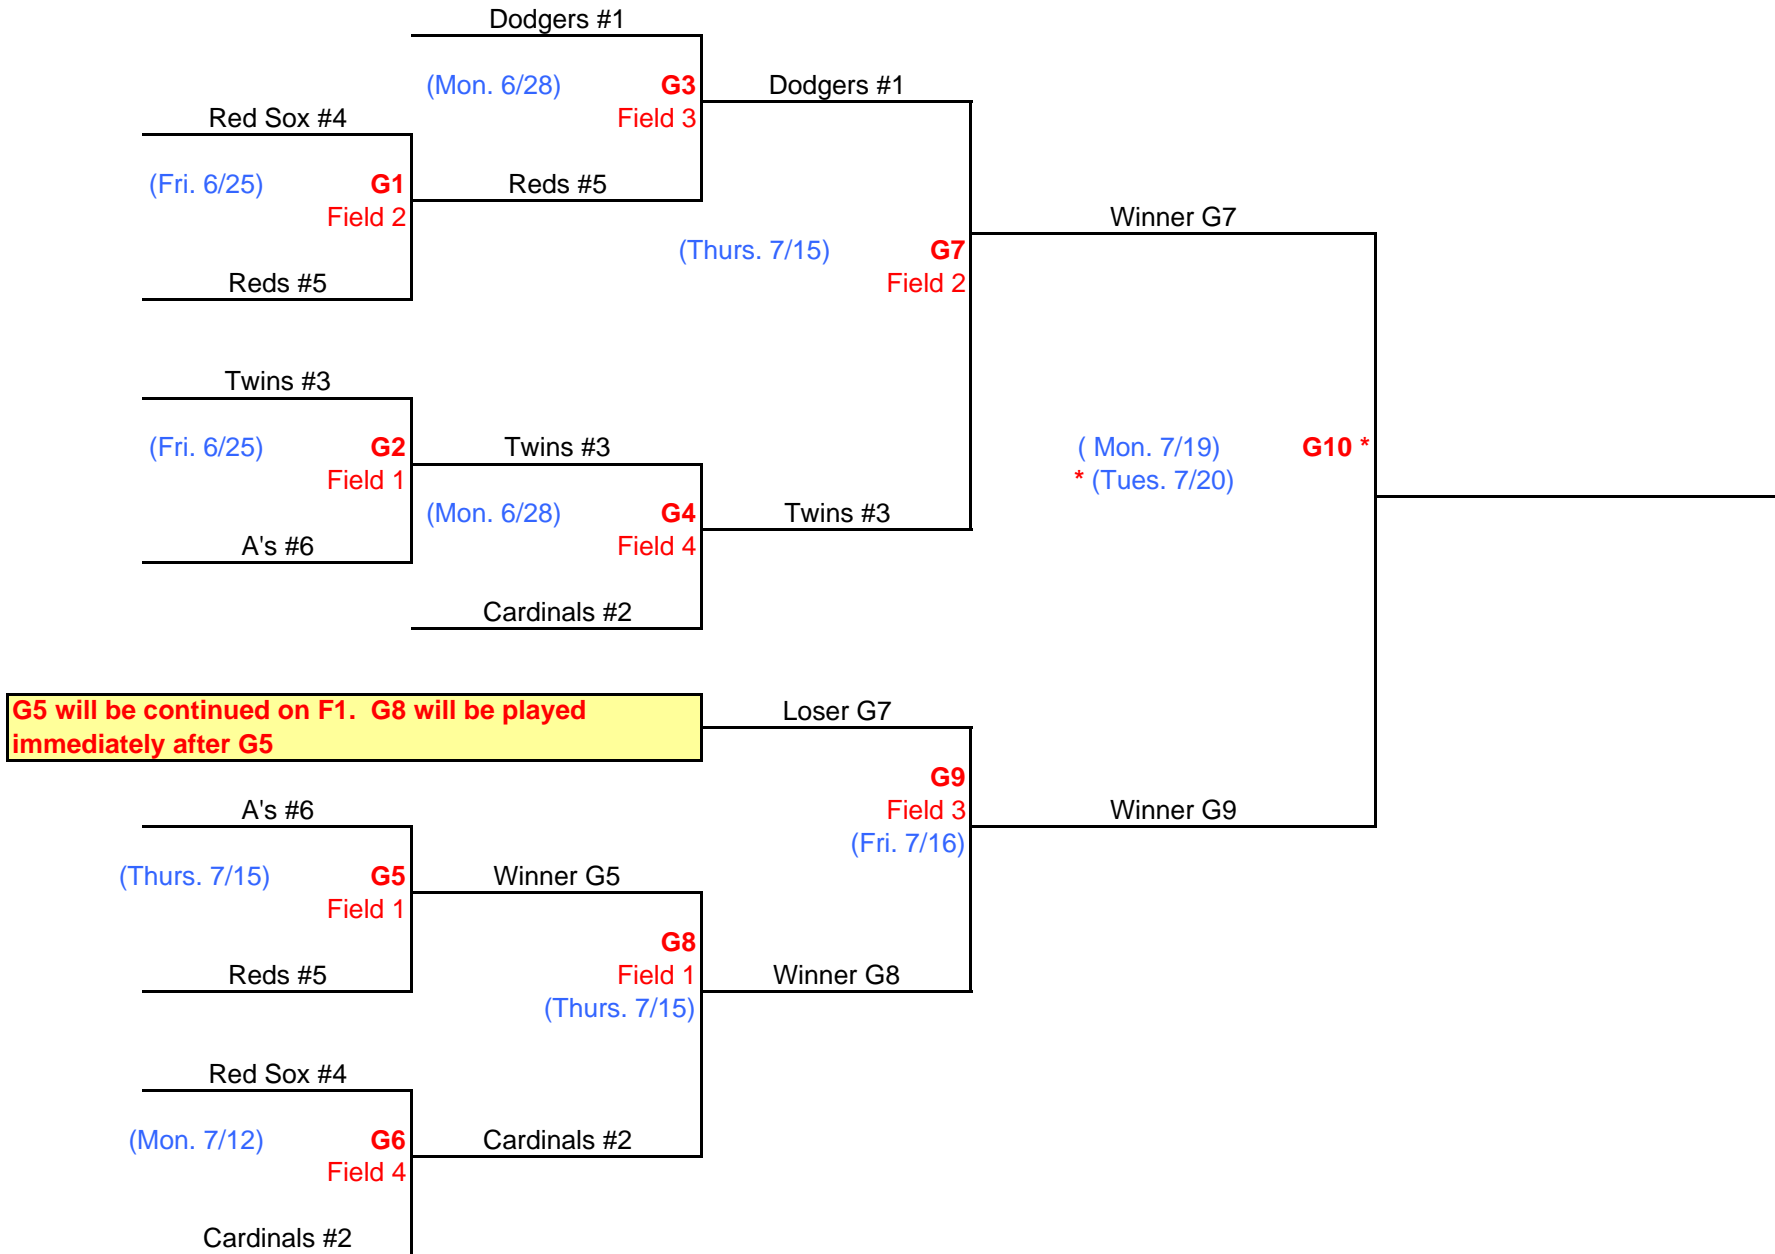 Dodgers #1
(Mon. 6/28) G3 Dodgers #1
Red Sox #4 Field 3
(Fri. 6/25) G1 Reds #5
Field 2 Winner G7
(Thurs. 7/15) G7
Reds #5 Field 2
Twins #3
(Fri. 6/25) G2 Twins #3 ( Mon. 7/19) G10 *
Field 1 * (Tues. 7/20)
(Mon. 6/28) G4 Twins #3
A's #6 Field 4
Cardinals #2
G5 will be continued on F1. G8 will be played Loser G7
immediately after G5
G9
A's #6 Field 3 Winner G9
(Fri. 7/16)
(Thurs. 7/15) G5 Winner G5
Field 1
G8
Reds #5 Field 1 Winner G8
(Thurs. 7/15)
Red Sox #4
(Mon. 7/12) G6 Cardinals #2
Field 4
Cardinals #2